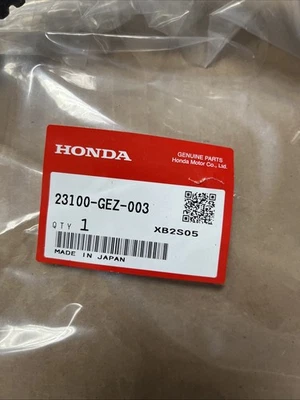 HONDA
GENUINE PARTS
Honda Motor Co., Ltd.
23100-GEZ-003
QTY 1
XB2S05
MADE IN JAPAN